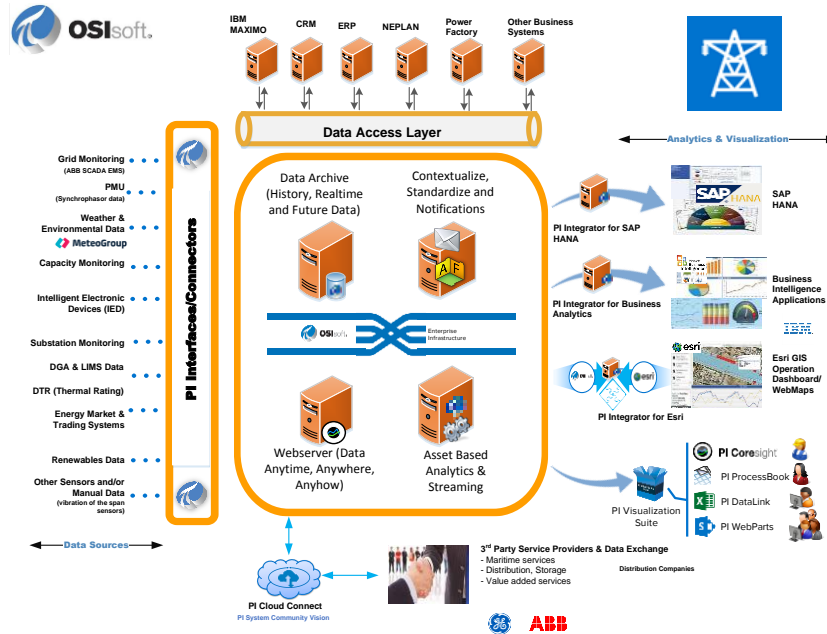 OSIsoft.
IBM
MAXIMO
CRM
ERP
NEPLAN
Power
Factory
Other Business
Systems
Data Access Layer
Analytics & Visualization
Grid Monitoring
(ABB SCADA EMS)
PMU
(Synchrophasor data)
Weather &
Environmental Data
MeteoGroup
Capacity Monitoring
Intelligent Electronic
Devices (IED)
Substation Monitoring
DGA & LIMS Data
DTR (Thermal Rating)
Energy Market &
Trading Systems
Renewables Data
Other Sensors and/or
Manual Data
(vibration of the span
sensors)
Data Sources
PI Interfaces/Connectors
Data Archive
(History, Realtime
and Future Data)
Contextualize,
Standardize and
Notifications
A F
OSIsoft.
Enterprise
Infrastructure
Webserver (Data
Anytime, Anywhere,
Anyhow)
Asset Based
Analytics &
Streaming
PI Integrator for SAP
HANA
SAP HANA
SAP
HANA
PI Integrator for Business
Analytics
Business
Intelligence
Applications
IBM
esri
esri
PI Integrator for Esri
Esri GIS
Operation
Dashboard/
WebMaps
PI Visualization
Suite
PI Coresight
PI ProcessBook
PI DataLink
PI WebParts
PI Cloud Connect
PI System Community Vision
3rd Party Service Providers & Data Exchange
- Maritime services
- Distribution, Storage
- Value added services
Distribution Companies
GE
ABB